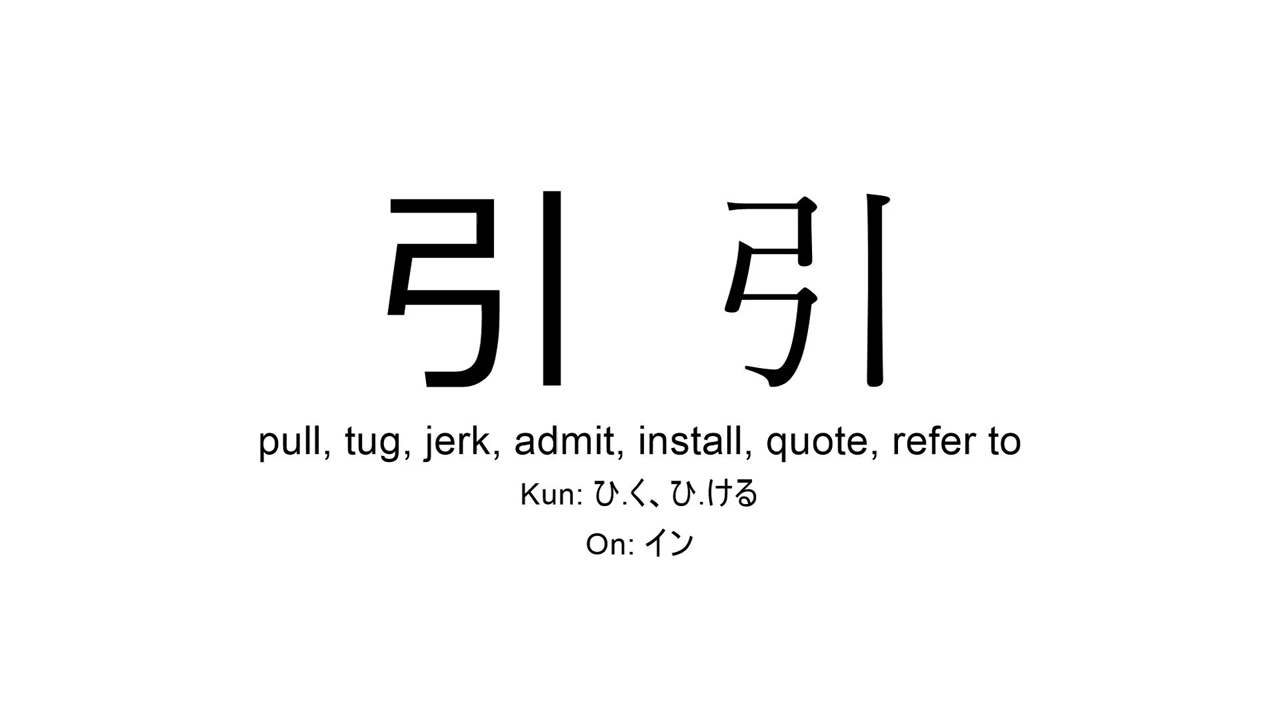 引 引
pull, tug, jerk, admit, install, quote, refer to
Kun: ひ.く、ひ.ける
On: イン